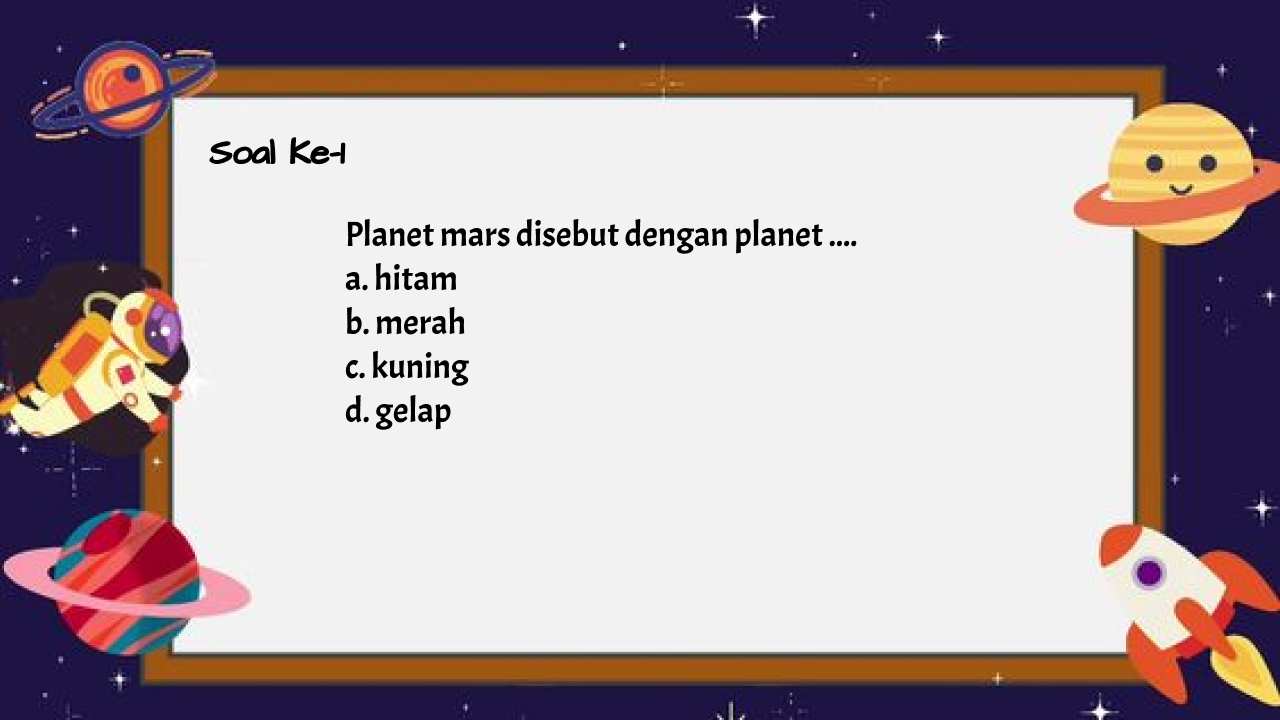 Soal Ke-1
Planet mars disebut dengan planet ....
a. hitam
b. merah
c. kuning
d. gelap